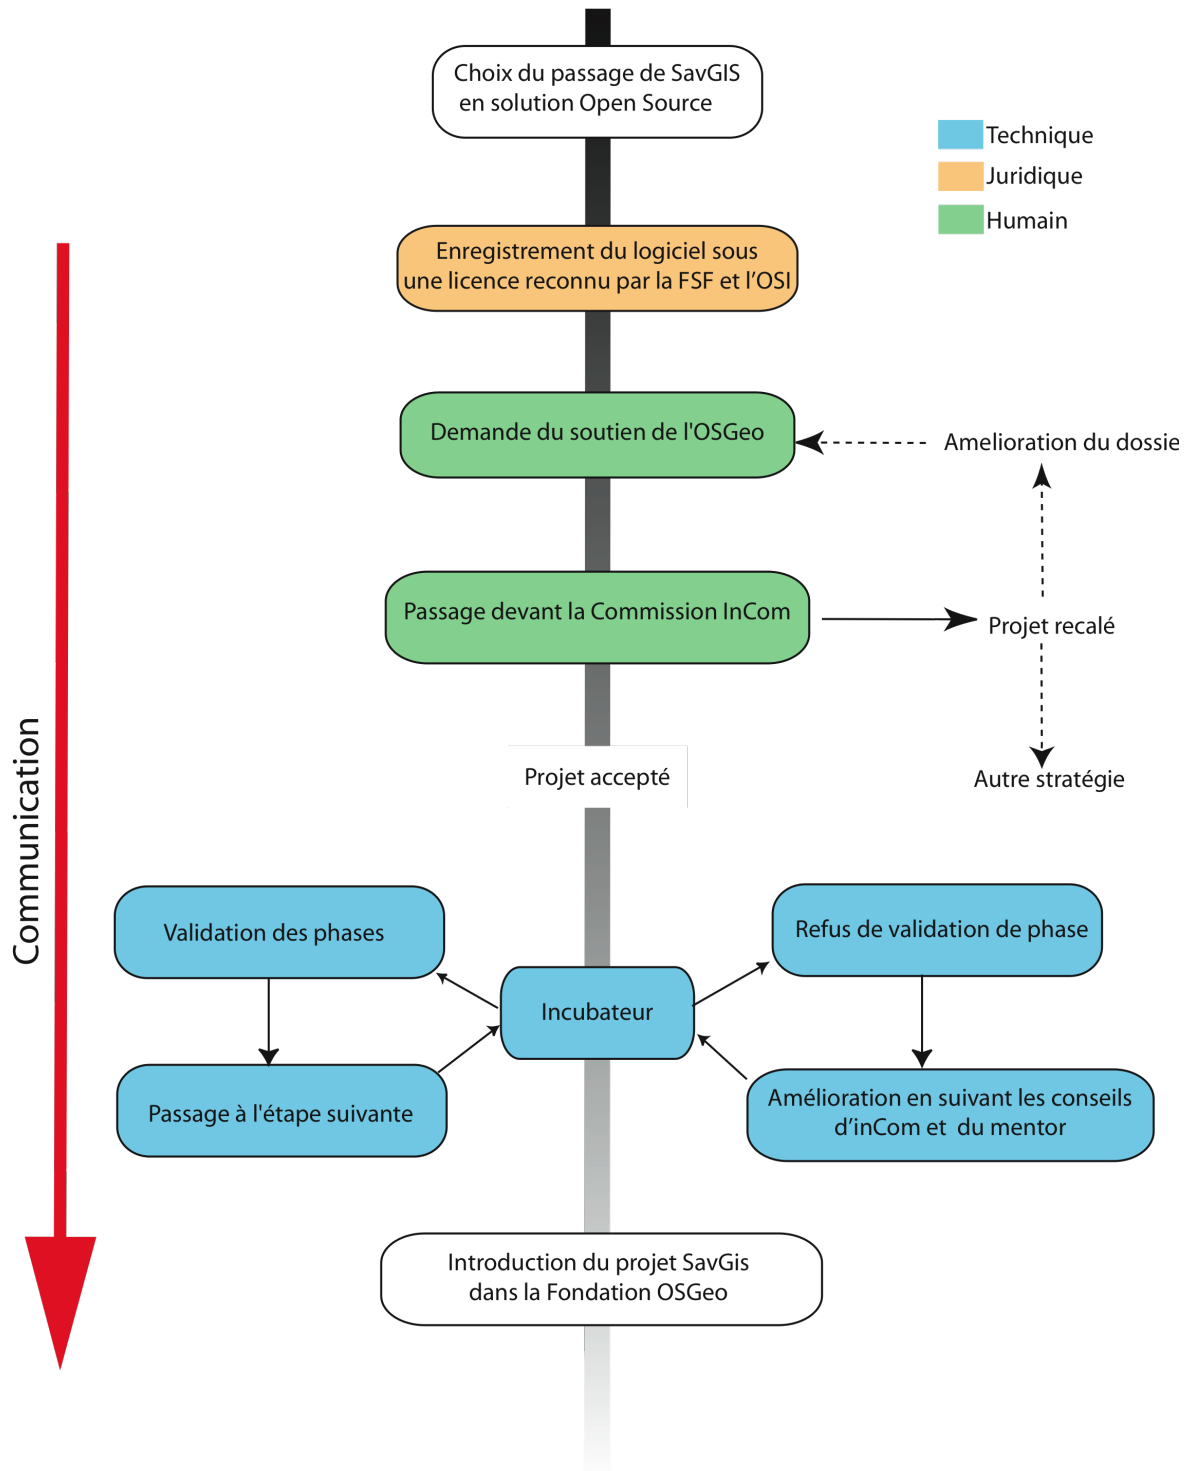 Choix du passage de SavGIS
en solution Open Source
Technique
Juridique
Humain
Enregistrement du logiciel sous
une licence reconnu par la FSF et l'OSI
Demande du soutien de l'OSGeo
Amelioration du dossie
Passage devant la Commission InCom
Projet recalé
Projet accepté
Autre stratégie
Communication
Validation des phases
Refus de validation de phase
Incubateur
Passage à l'étape suivante
Amélioration en suivant les conseils
d'inCom et du mentor
Introduction du projet SavGis
dans la Fondation OSGeo